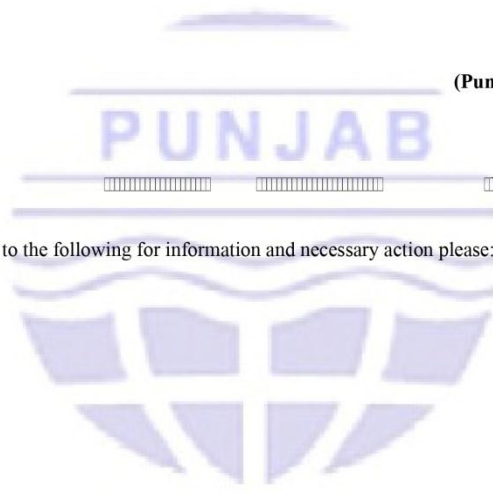 (Pun
PUNJAB
to the following for information and necessary action please: